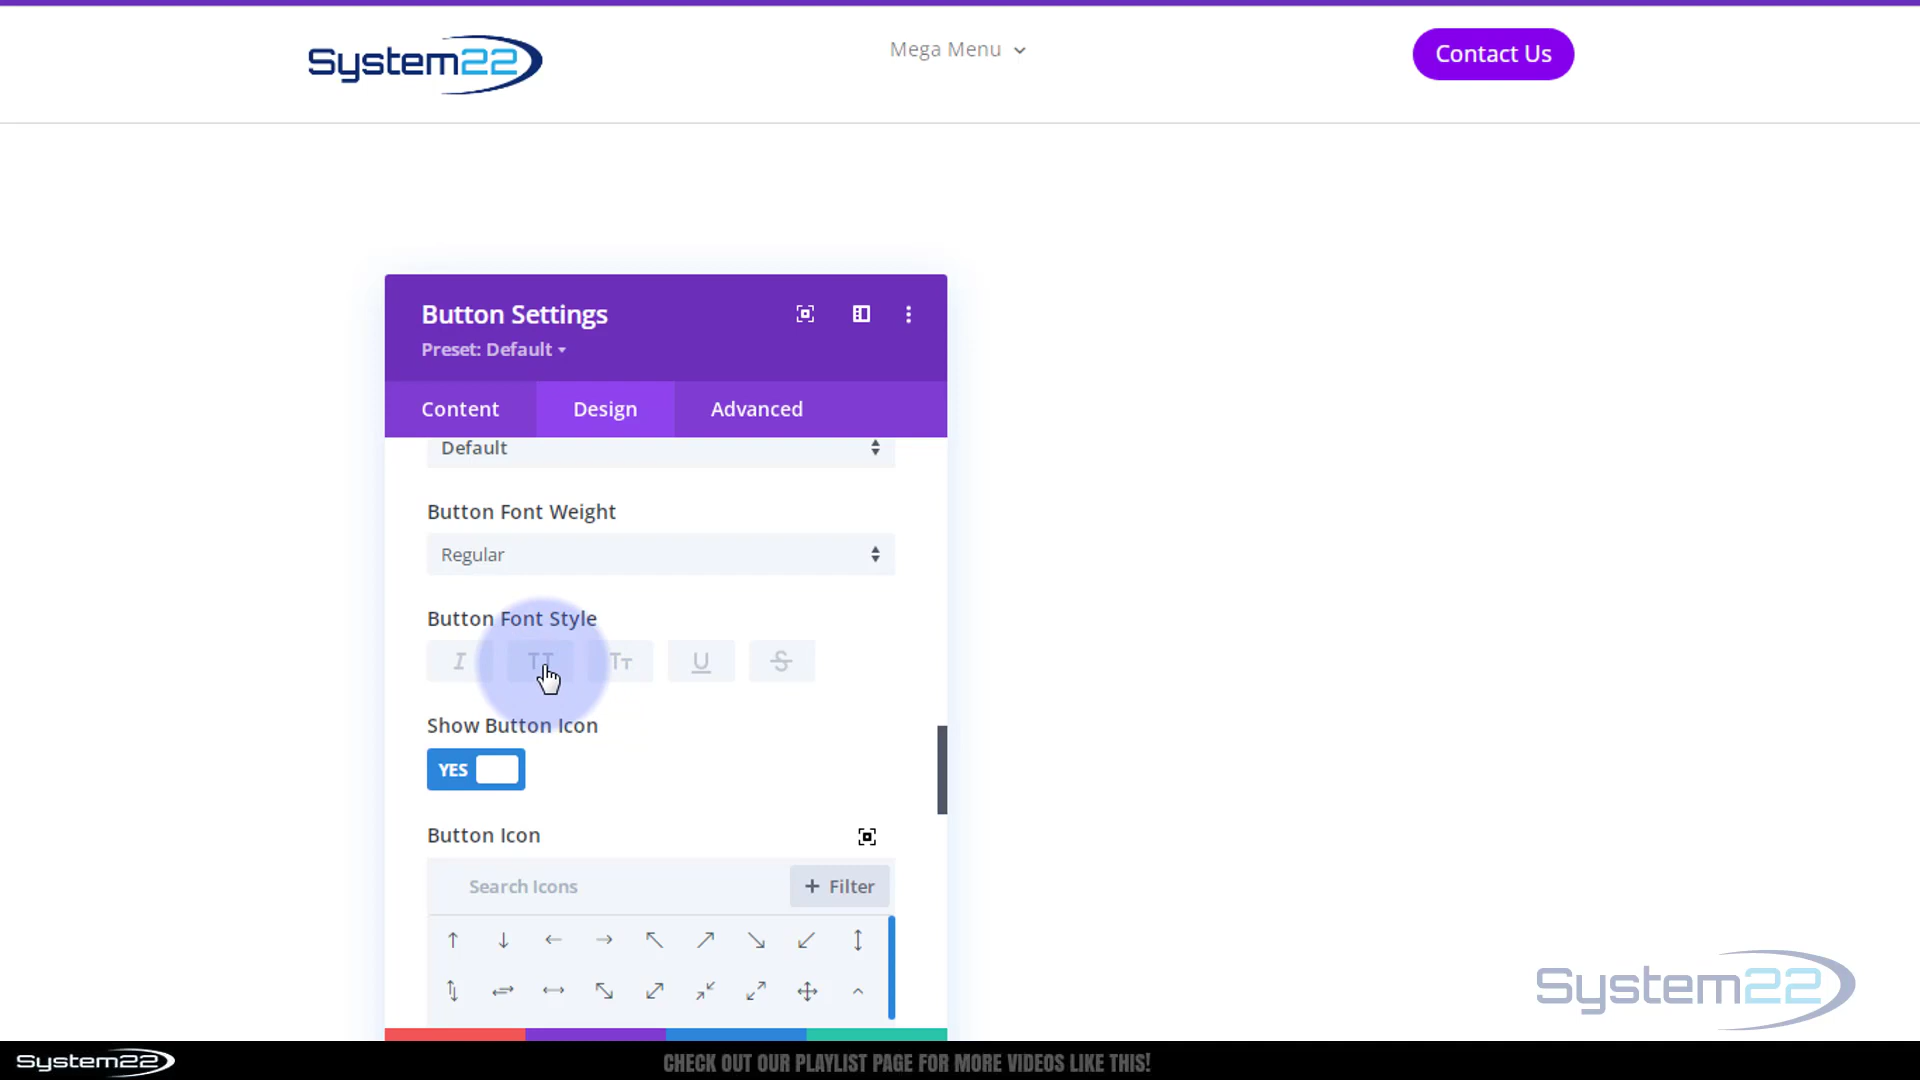 System22
Mega Menu
Contact Us
Button Settings
Preset: Default
Content
Design
Advanced
Default
Button Font Weight
Regular
Button Font Style
I
TT
Tт
U
S
Show Button Icon
YES
Button Icon
Search Icons
+ Filter
System22
System22
CHECK OUT OUR PLAYLIST PAGE FOR MORE VIDEOS LIKE THIS!